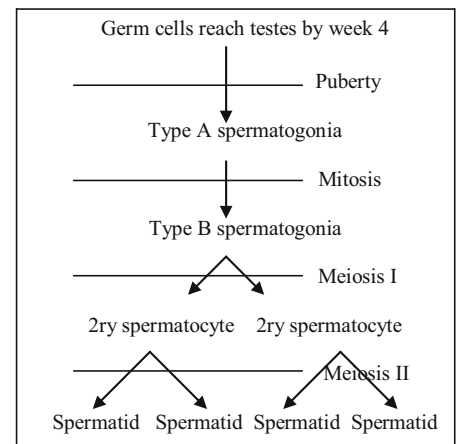 Germ cells reach testes by week 4
Puberty
Type A spermatogonia
Mitosis
Type B spermatogonia
Meiosis I
2ry spermatocyte 2ry spermatocyte
Meiosis II
Spermatid Spermatid Spermatid Spermatid